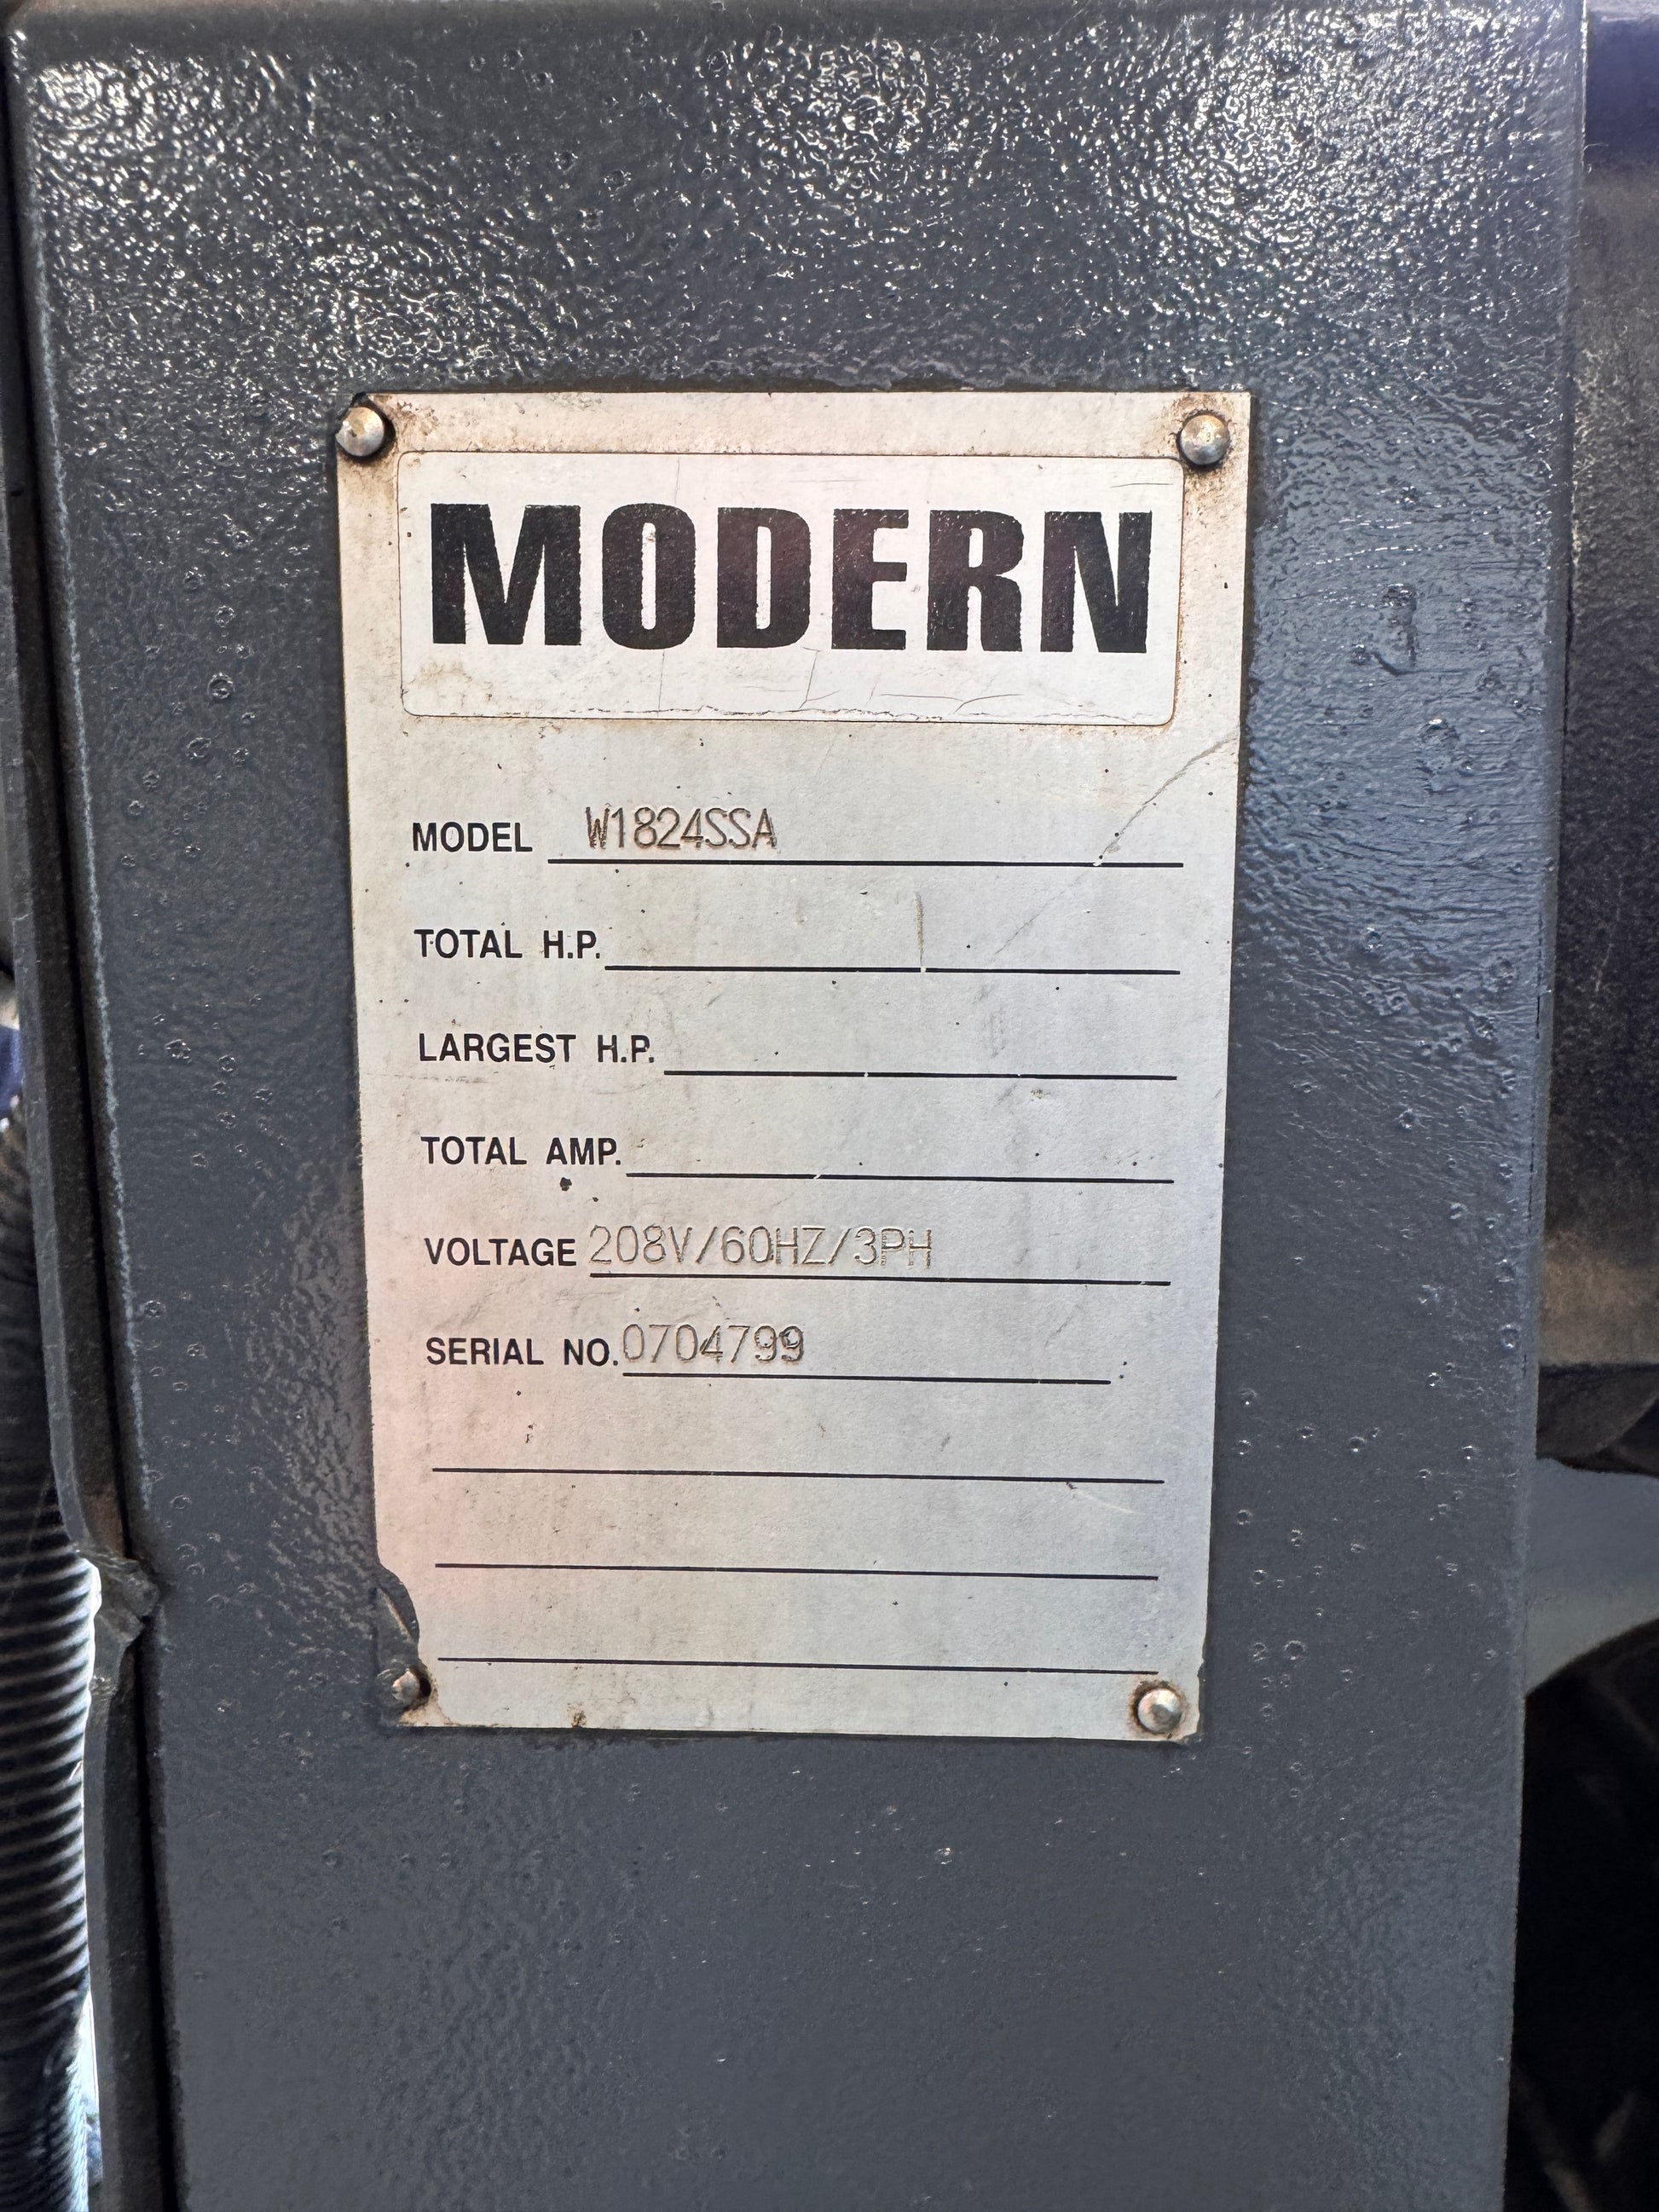 MODERN
MODEL W1824SSA
TOTAL H.P.
LARGEST H.P.
TOTAL AMP.
VOLTAGE 208V/60HZ/3PH
SERIAL NO. 0704799